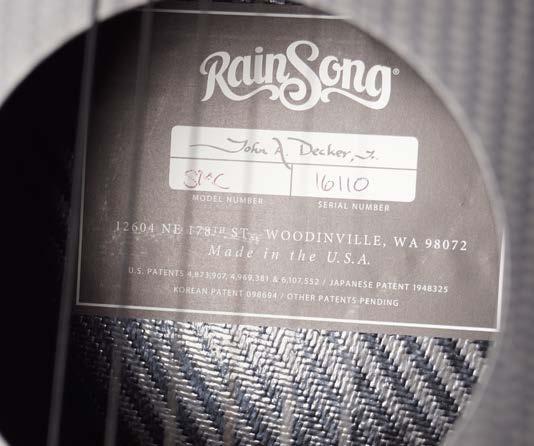 RainSong®
John A. Decker, Jr.
16110
MODEL NUMBER SERIAL NUMBER
12604 NE 178TH ST., WOODINVILLE, WA 98072
Made in the U.S.A.
U.S. PATENTS 4,873,907, 4,969,381 & 6,107,552 / JAPANESE PATENT 1948325
KOREAN PATENT 098694 / OTHER PATENTS PENDING